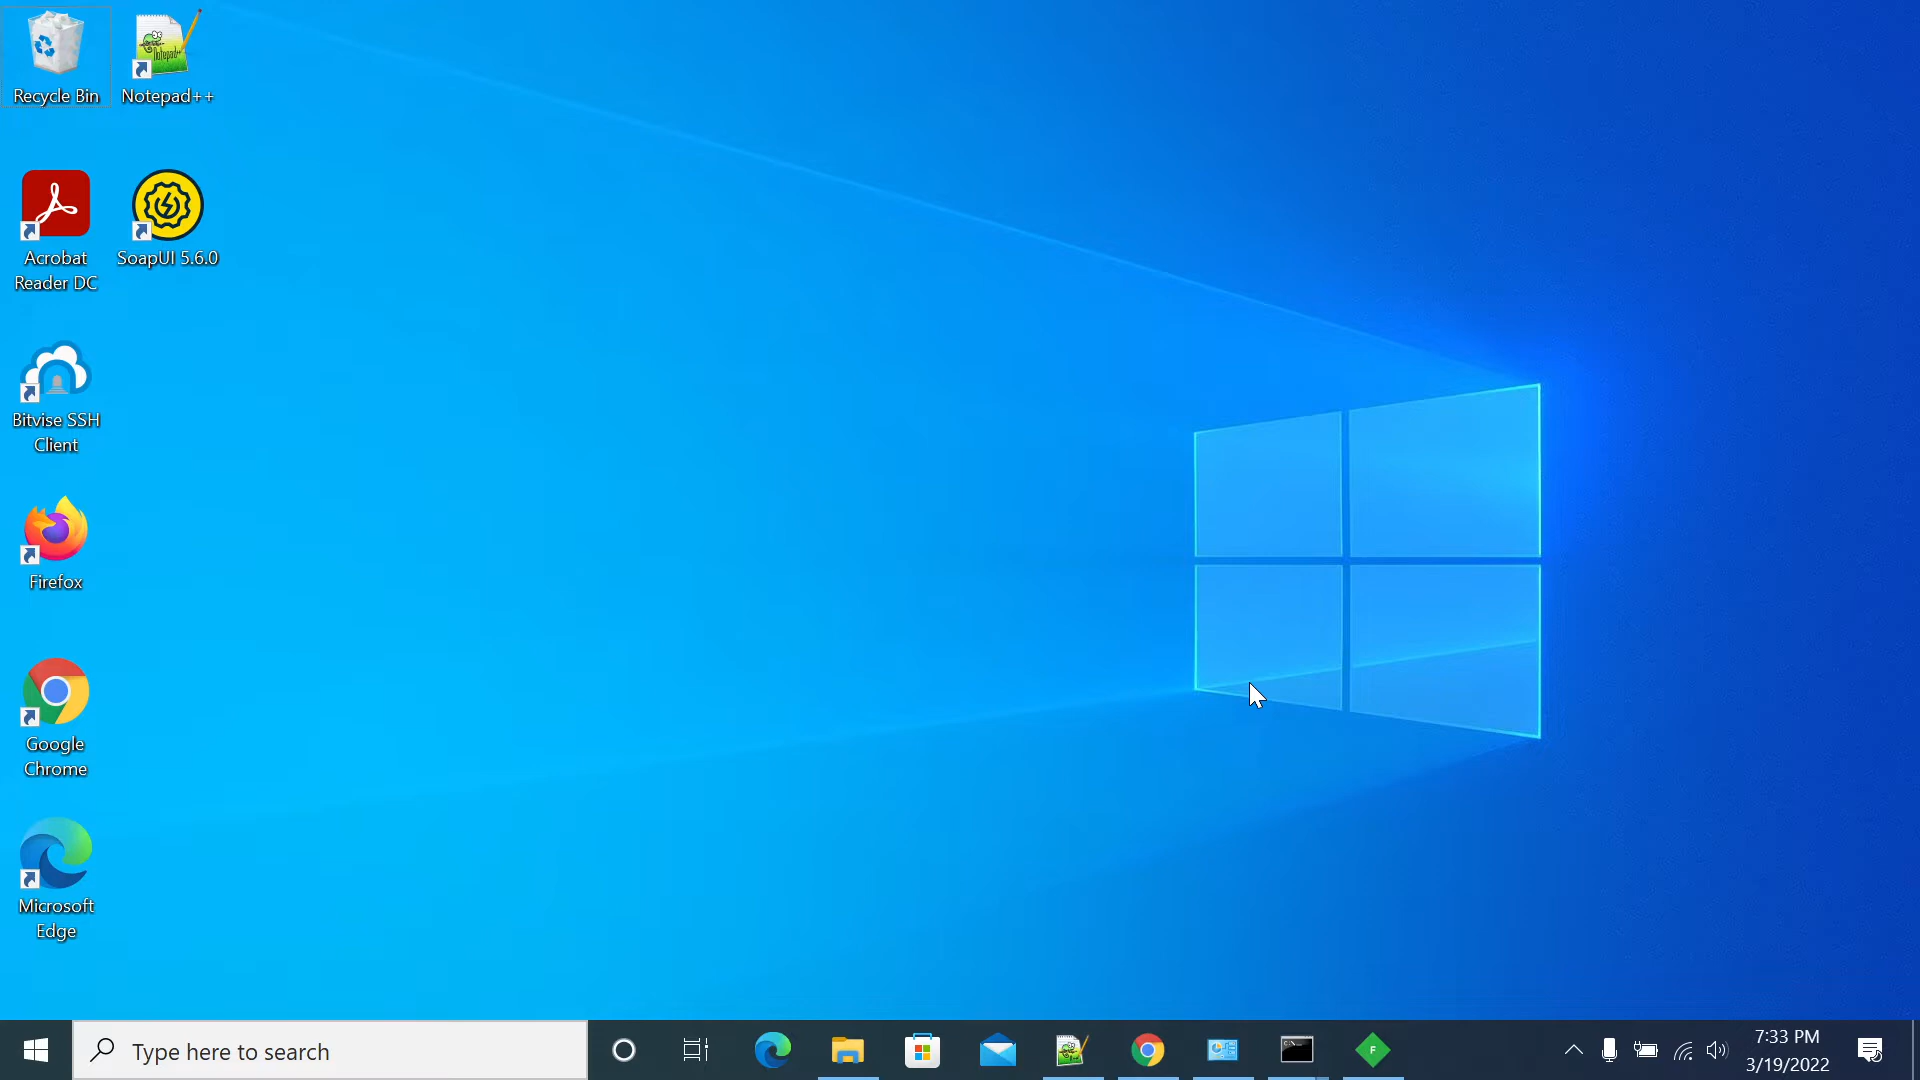 Recycle Bin
Notepad++
Acrobat
Reader DC
SoapUI 5.6.0
Bitvise SSH
Client
Firefox
Google
Chrome
Microsoft
Edge
Type here to search
F
7:33 PM
3/19/2022